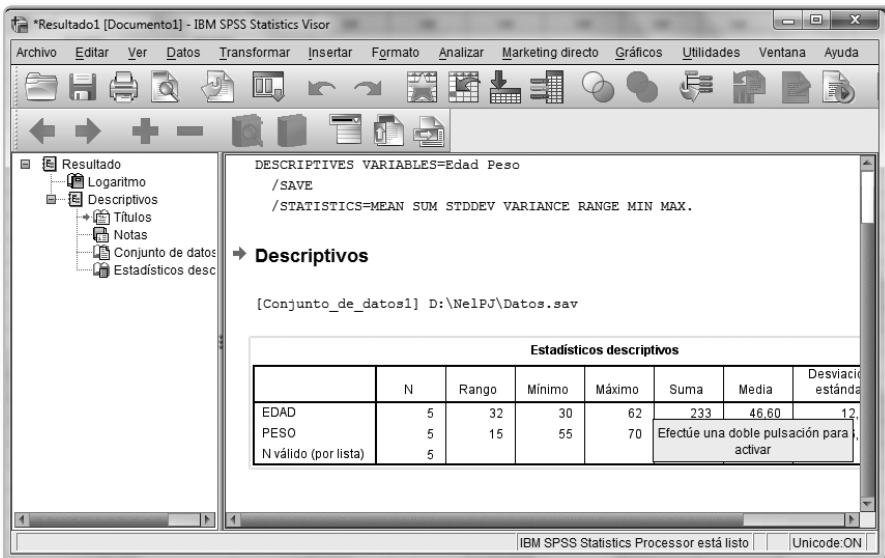 *Resultado1 [Documento1] - IBM SPSS Statistics Visor
Archivo Editar Ver Datos Transformar Insertar Formato Analizar Marketing directo Gráficos Utilidades Ventana Ayuda
Resultado
Logaritmo
Descriptivos
Títulos
Notas
Conjunto de datos
Estadísticos desc
DESCRIPTIVES VARIABLES=Edad Peso
/SAVE
/STATISTICS=MEAN SUM STDDEV VARIANCE RANGE MIN MAX.
Descriptivos
[Conjunto_de_datos1] D:\NelPJ\Datos.sav
Estadísticos descriptivos
N Rango Mínimo Máximo Suma Media Desviació estánda
EDAD 5 32 30 62 233 46,60 12,
PESO 5 15 55 70
N válido (por lista) 5
Efectúe una doble pulsación para
activar
IBM SPSS Statistics Processor está listo Unicode:ON